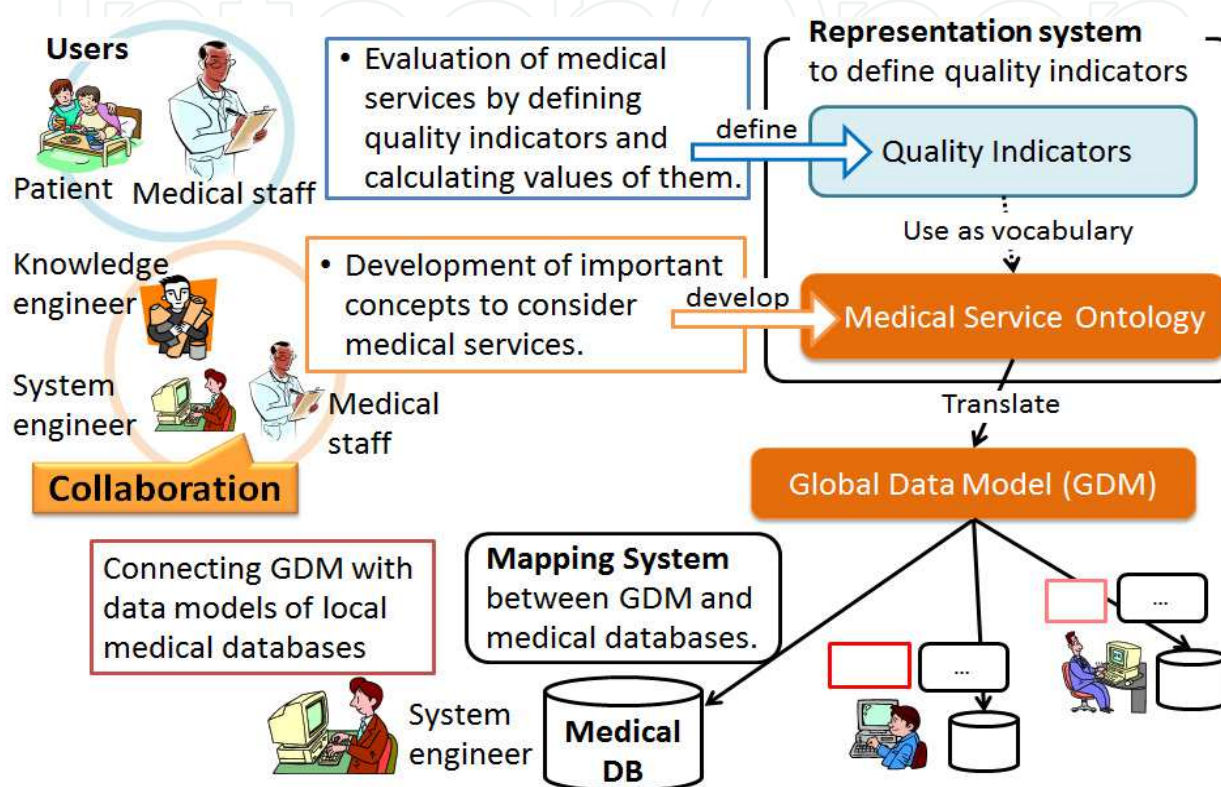 Users
Patient
Medical staff
• Evaluation of medical
services by defining
quality indicators and
calculating values of them.
define
Representation system
to define quality indicators
Quality Indicators
Use as vocabulary
Knowledge
engineer
System
engineer
Medical
staff
Collaboration
• Development of important
concepts to consider
medical services.
develop
Medical Service Ontology
Translate
Global Data Model (GDM)
Connecting GDM with
data models of local
medical databases
Mapping System
between GDM and
medical databases.
System
engineer
Medical
DB
...
...